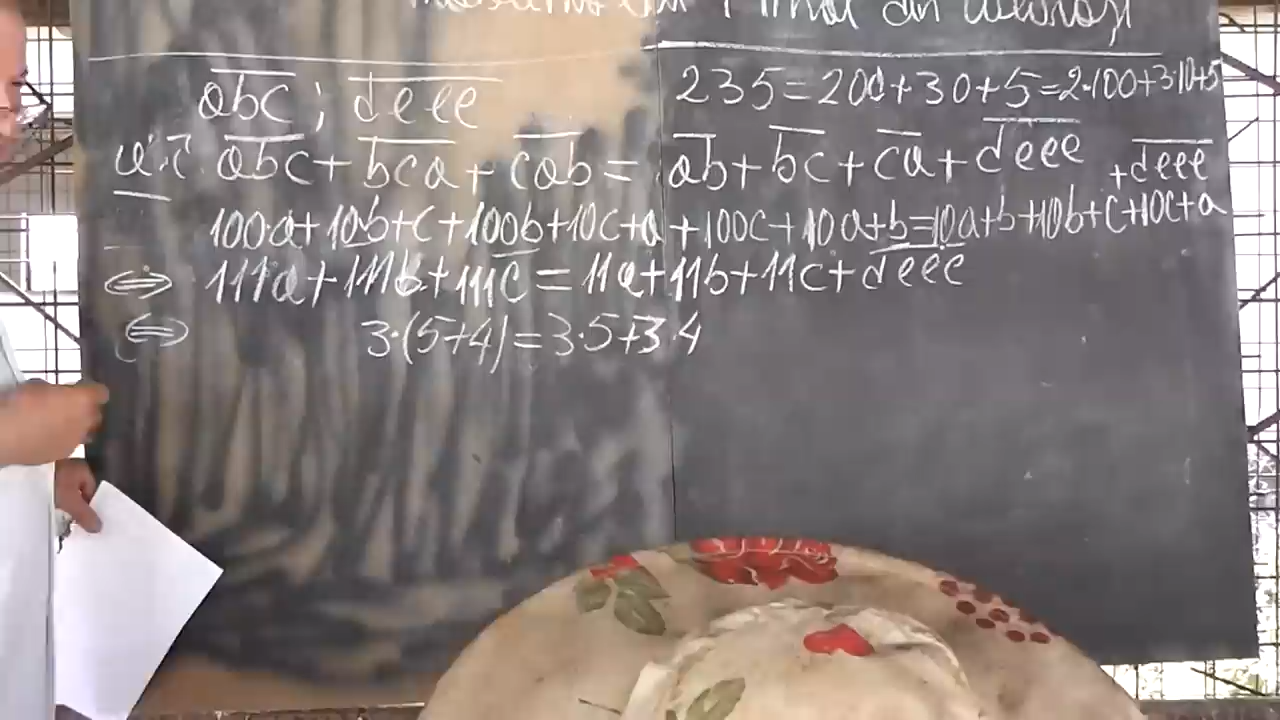 din
abc ; deee
235=200+30+5=2·100+3·10+5
a.î. abc + bca + cab = ab + bc + ca + deee
+deee
100a+10b+c+100b+10c+a+100c+10a+b=10a+b+10b+c+10c+a
⇔ 111a+111b+111c=11a+11b+11c+deee
⇔ 3·(5+4)=3·5+3·4